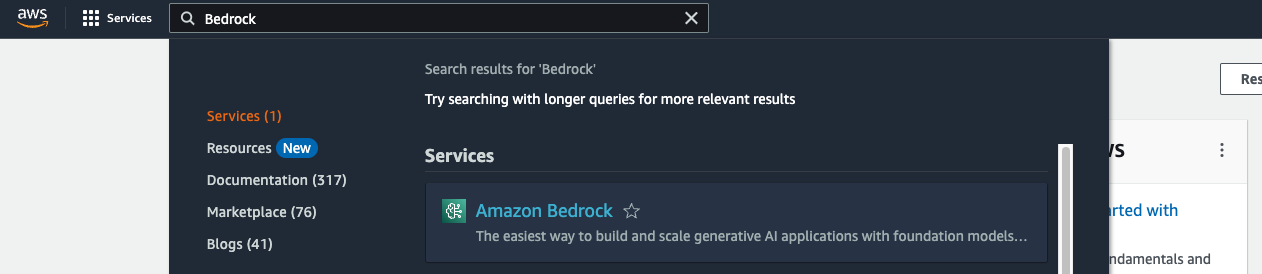 aws
Services
Bedrock
Search results for 'Bedrock'
Try searching with longer queries for more relevant results
Services (1)
Resources New
Documentation (317)
Marketplace (76)
Blogs (41)
Services
Amazon Bedrock
The easiest way to build and scale generative AI applications with foundation models...
Res
WS
rted with
ndamentals and